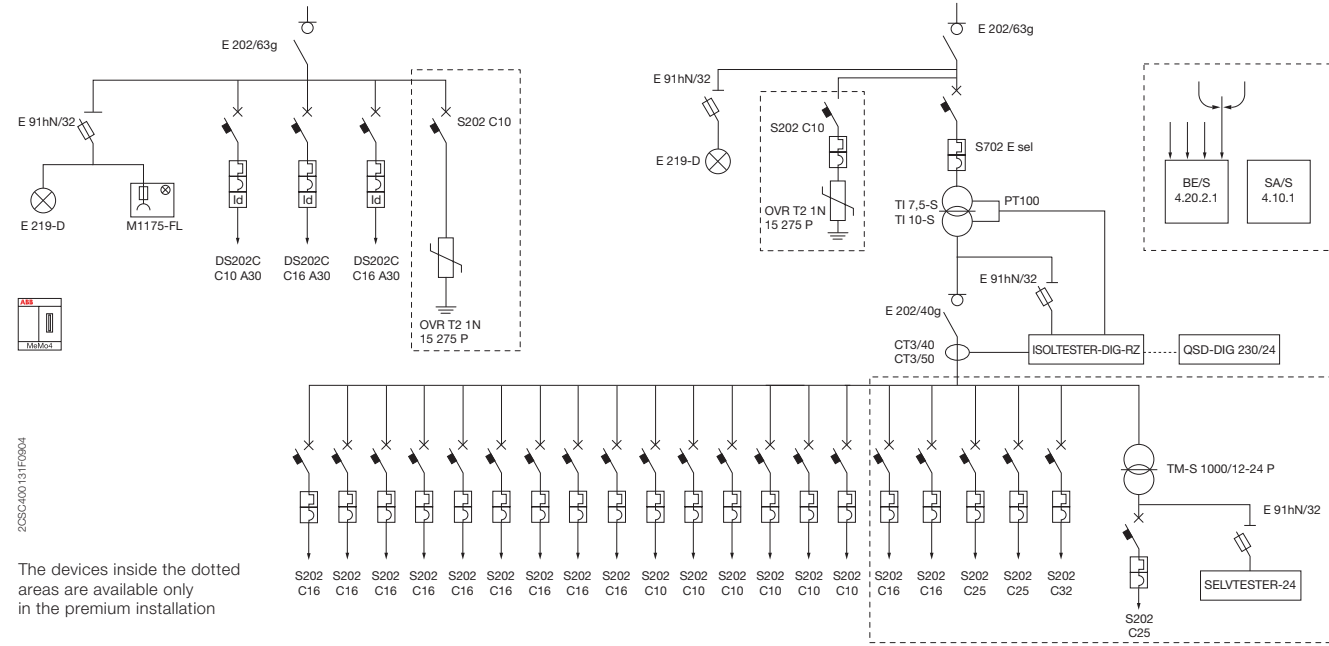 E 202/63g
E 91hN/32
S202 C10
Id
Id
Id
E 219-D
M1175-FL
DS202C
C10 A30
DS202C
C16 A30
DS202C
C16 A30
OVR T2 1N
15 275 P
ABB
MeMo4
E 202/63g
E 91hN/32
S202 C10
E 219-D
S702 E sel
OVR T2 1N
15 275 P
TI 7,5-S
TI 10-S
PT100
BE/S
4.20.2.1
SA/S
4.10.1
E 91hN/32
E 202/40g
CT3/40
CT3/50
ISOLTESTER-DIG-RZ
QSD-DIG 230/24
TM-S 1000/12-24 P
E 91hN/32
SELVTESTER-24
S202
C16
S202
C16
S202
C16
S202
C16
S202
C16
S202
C16
S202
C16
S202
C16
S202
C16
S202
C10
S202
C10
S202
C10
S202
C10
S202
C10
S202
C10
S202
C16
S202
C16
S202
C25
S202
C25
S202
C32
S202
C25
2CSC400131F0904
The devices inside the dotted
areas are available only
in the premium installation